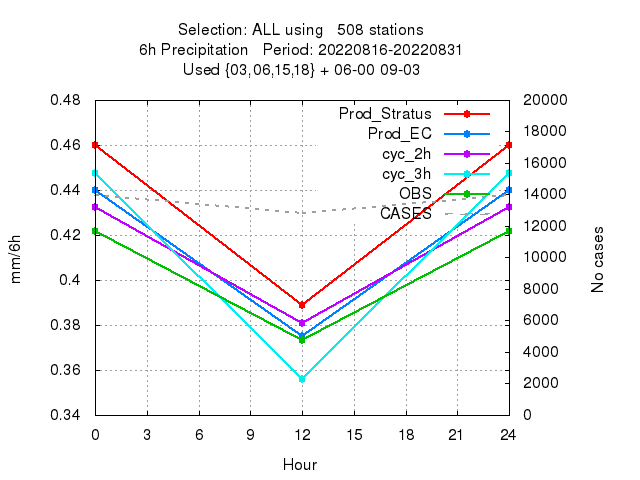 Selection: ALL using   508 stations
6h Precipitation   Period: 20220816-20220831
Used {03,06,15,18} + 06-00 09-03
0.48
0.46
0.44
0.42
0.4
0.38
0.36
0.34
mm/6h
20000
18000
16000
14000
12000
10000
8000
6000
4000
2000
0
No cases
Prod_Stratus
Prod_EC
cyc_2h
cyc_3h
OBS
CASES
0 3 6 9 12 15 18 21 24
Hour